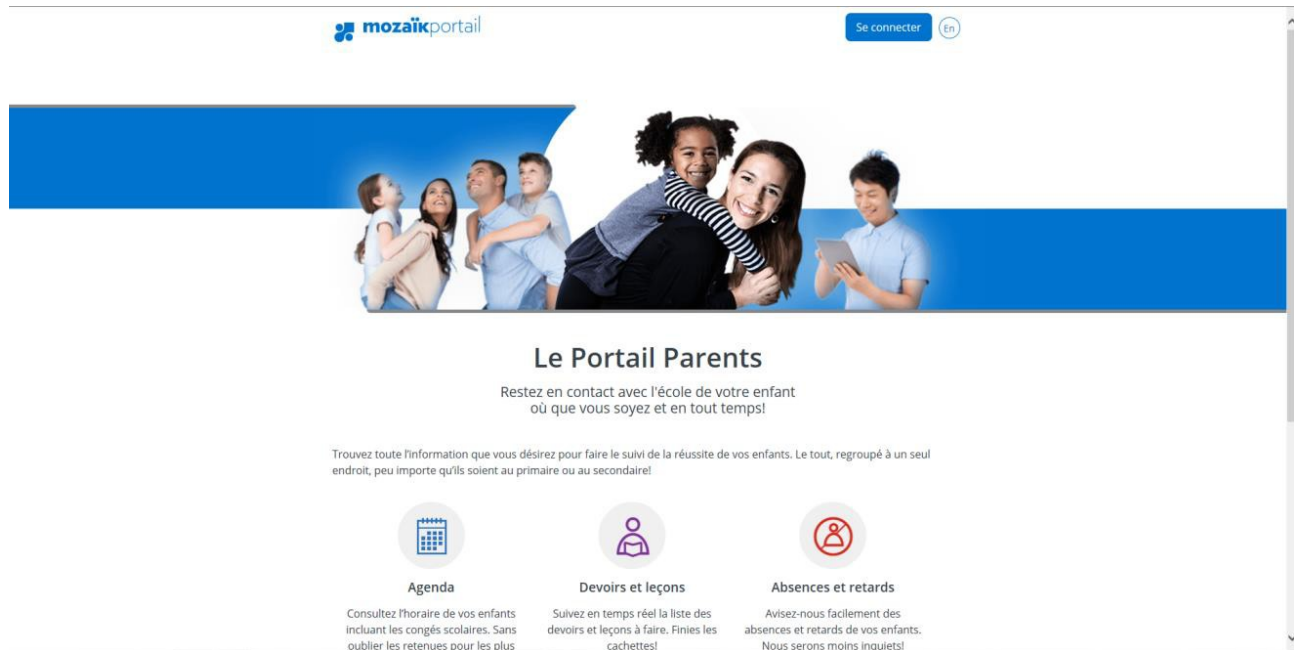 mozaïkportail
Se connecter
En
Le Portail Parents
Restez en contact avec l'école de votre enfant
où que vous soyez et en tout temps!
Trouvez toute l'information que vous désirez pour faire le suivi de la réussite de vos enfants. Le tout, regroupé à un seul
endroit, peu importe qu'ils soient au primaire ou au secondaire!
Agenda
Consultez l'horaire de vos enfants
incluant les congés scolaires. Sans
oublier les retenues pour les plus
Devoirs et leçons
Suivez en temps réel la liste des
devoirs et leçons à faire. Finies les
cachettes!
Absences et retards
Avisez-nous facilement des
absences et retards de vos enfants.
Nous serons moins inquiets!